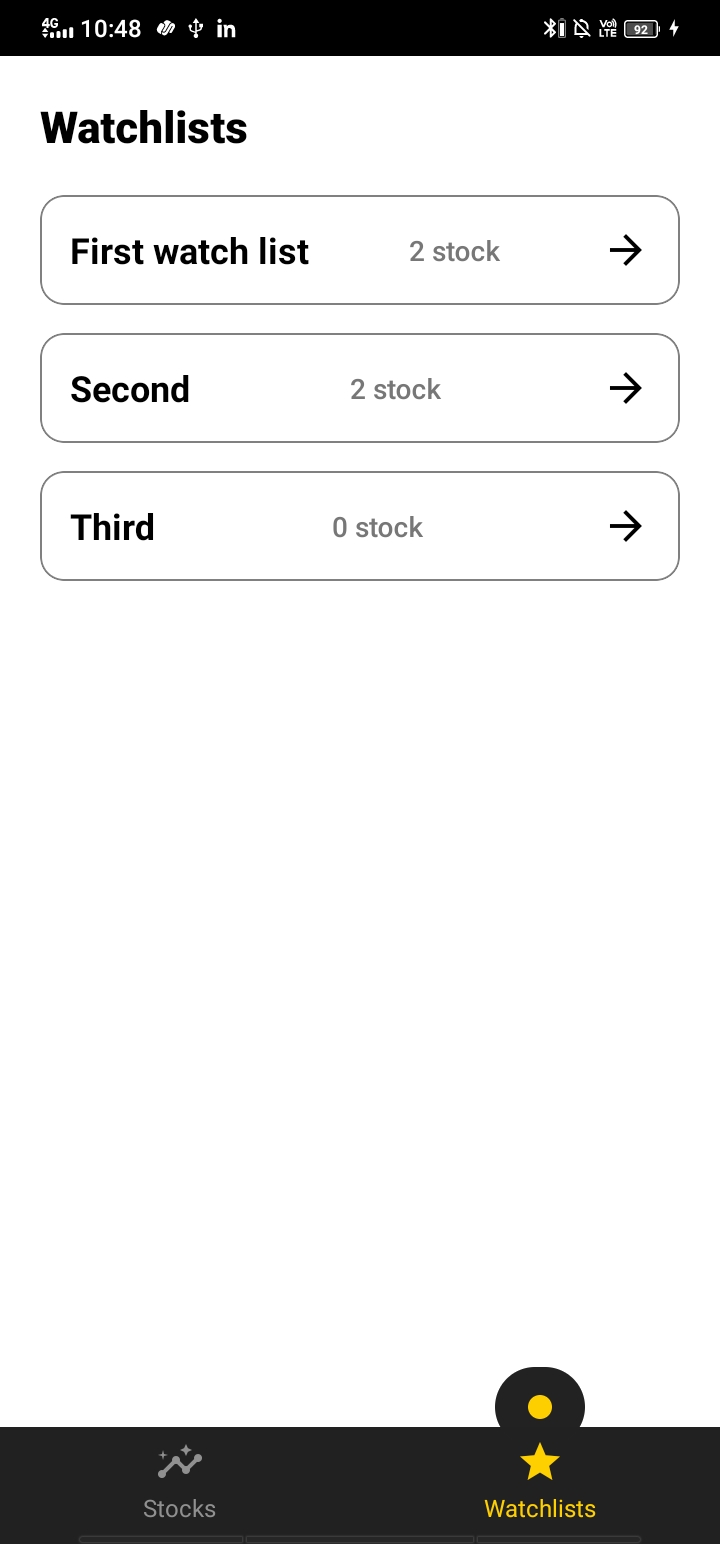 4G 10:48 in Vo) LTE 92
Watchlists
First watch list 2 stock
Second 2 stock
Third 0 stock
Stocks Watchlists